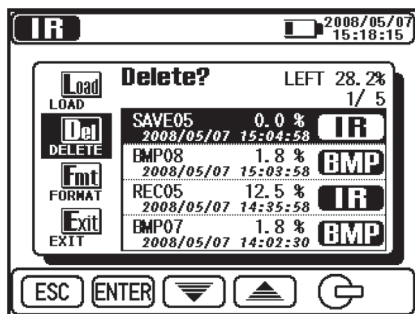 IR
2008/05/07
15:18:15
Load
LOAD
Del
DELETE
Fmt
FORMAT
Exit
EXIT
Delete? LEFT 28.2%
1/ 5
SAVE05 0.0 % IR
2008/05/07 15:04:58
BMP08 1.8 % BMP
2008/05/07 15:03:58
REC05 12.5 % IR
2008/05/07 14:35:58
BMP07 1.8 % BMP
2008/05/07 14:02:30
ESC ENTER